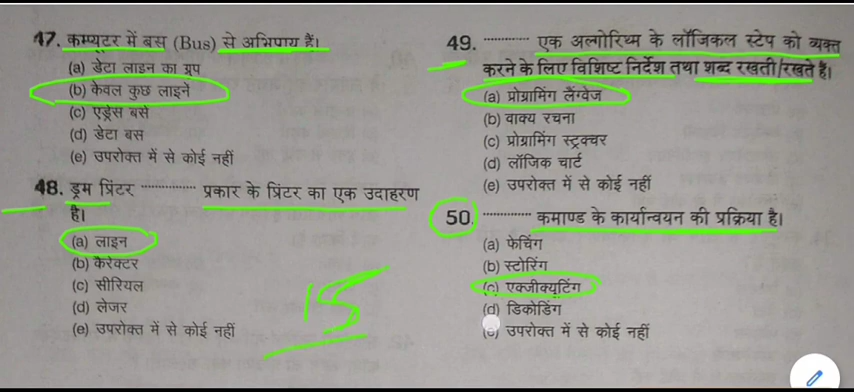 47. कम्प्यूटर में बस (Bus) से अभिप्राय हैं।
(a) डेटा लाइन का ग्रुप
(b) केवल कुछ लाइनें
(c) एड्रेस बसें
(d) डेटा बस
(e) उपरोक्त में से कोई नहीं
48. ड्रम प्रिंटर ............... प्रकार के प्रिंटर का एक उदाहरण
है।
(a) लाइन
(b) कैरेक्टर
(c) सीरियल
(d) लेजर
(e) उपरोक्त में से कोई नहीं
15
49. ............ एक अल्गोरिथ्म के लॉजिकल स्टेप को व्यक्त
करने के लिए विशिष्ट निर्देश तथा शब्द रखती/रखते है।
(a) प्रोग्रामिंग लैंग्वेज
(b) वाक्य रचना
(c) प्रोग्रामिंग स्ट्रक्चर
(d) लॉजिक चार्ट
(e) उपरोक्त में से कोई नहीं
50. ............ कमाण्ड के कार्यान्वयन की प्रक्रिया है।
(a) फेचिंग
(b) स्टोरिंग
(c) एक्जीक्यूटिंग
(d) डिकोडिंग
(e) उपरोक्त में से कोई नहीं